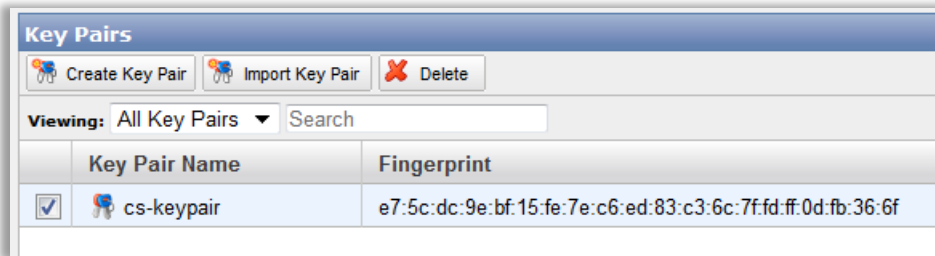 Key Pairs
Create Key Pair Import Key Pair Delete
Viewing: All Key Pairs Search
Key Pair Name Fingerprint
cs-keypair e7:5c:dc:9e:bf:15:fe:7e:c6:ed:83:c3:6c:7f:fd:ff:0d:fb:36:6f